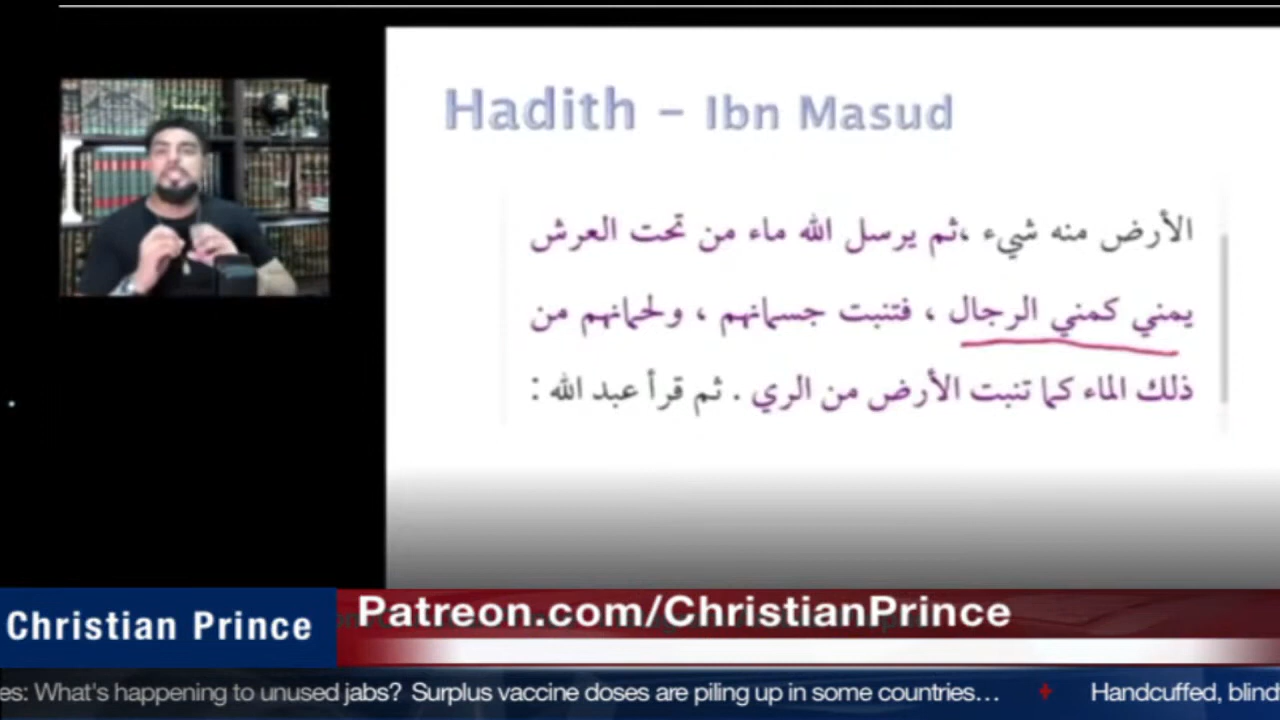 Hadith – Ibn Masud
الأرض منه شيء ،ثم يرسل الله ماء من تحت العرش
يمني كمني الرجال ، فتنبت جسمانهم ، ولحمانهم من
ذلك الماء كما تنبت الأرض من الري . ثم قرأ عبد الله :
Christian Prince
Patreon.com/ChristianPrince
es: What's happening to unused jabs? Surplus vaccine doses are piling up in some countries… Handcuffed, blind